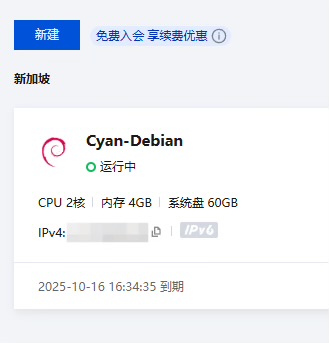 新建 免费入会 享续费优惠
新加坡
Cyan-Debian
运行中
CPU 2核 内存 4GB 系统盘 60GB
IPv4: IPv6
2025-10-16 16:34:35 到期